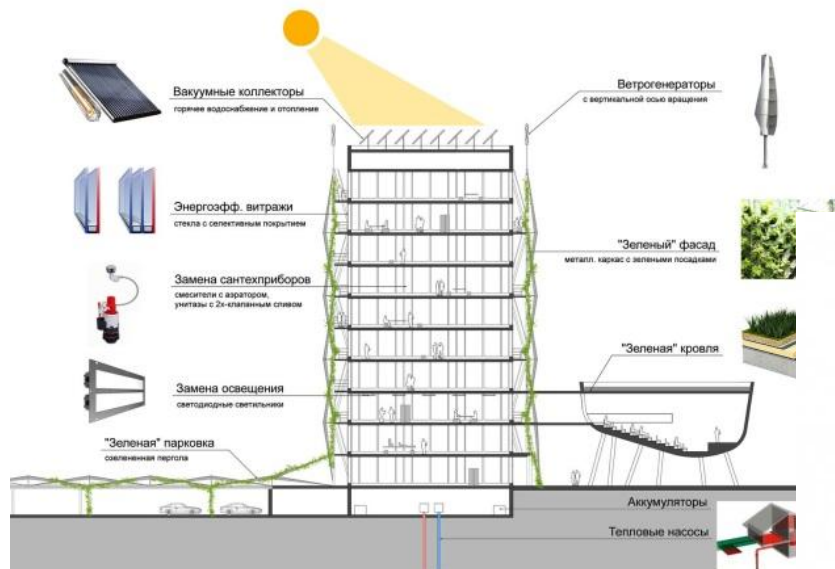 Вакуумные коллекторы
горячее водоснабжение и отопление
Ветрогенераторы
с вертикальной осью вращения
Энергоэфф. витражи
стекла с селективным покрытием
"Зеленый" фасад
металл. каркас с зелеными посадками
Замена сантехприборов
смесители с аэратором,
унитазы с 2х-клапанным сливом
"Зеленая" кровля
Замена освещения
светодиодные светильники
"Зеленая" парковка
совлененная пергола
Аккумуляторы
Тепловые насосы